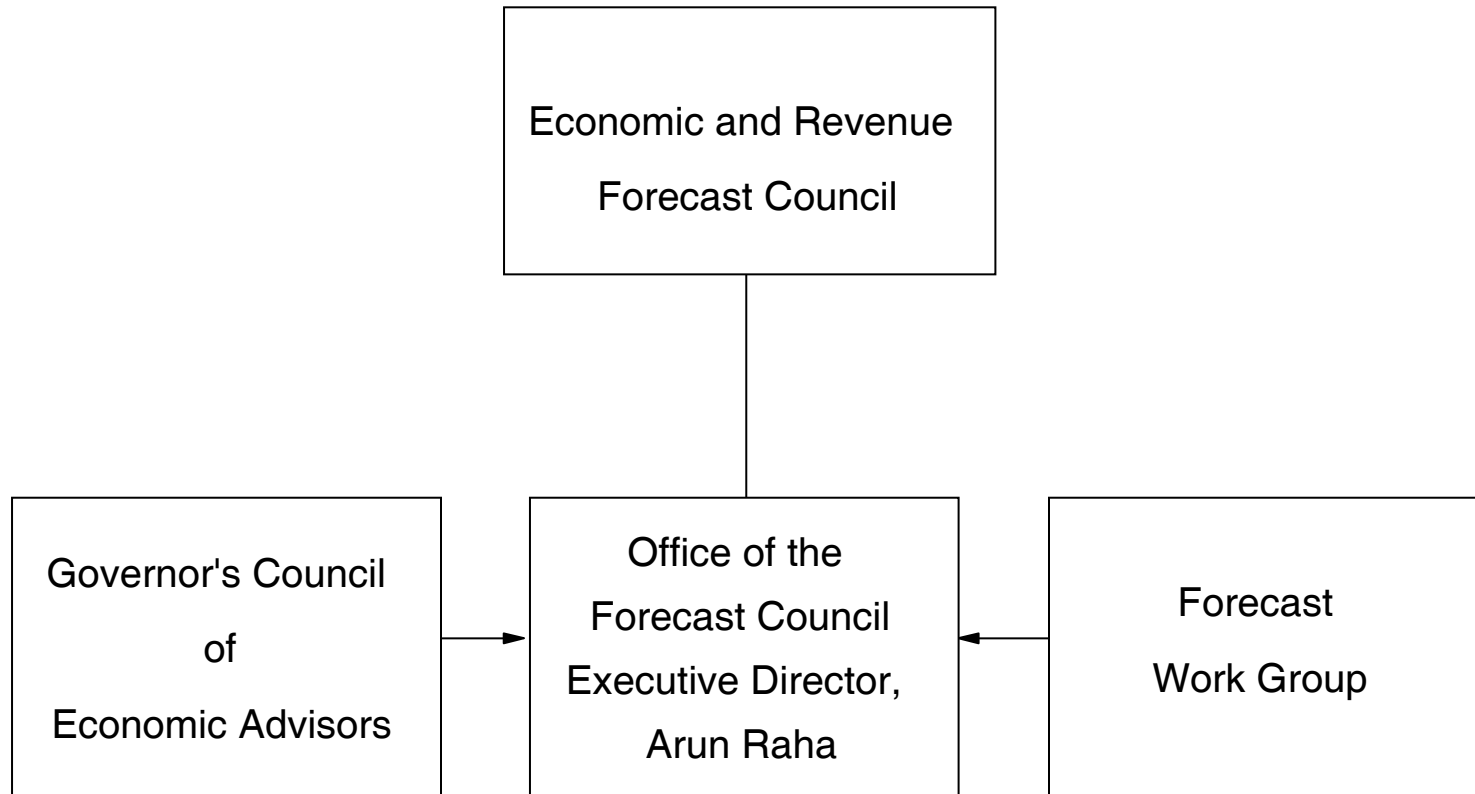 Economic and Revenue
Forecast Council
Governor's Council
of
Economic Advisors
Office of the
Forecast Council
Executive Director,
Arun Raha
Forecast
Work Group